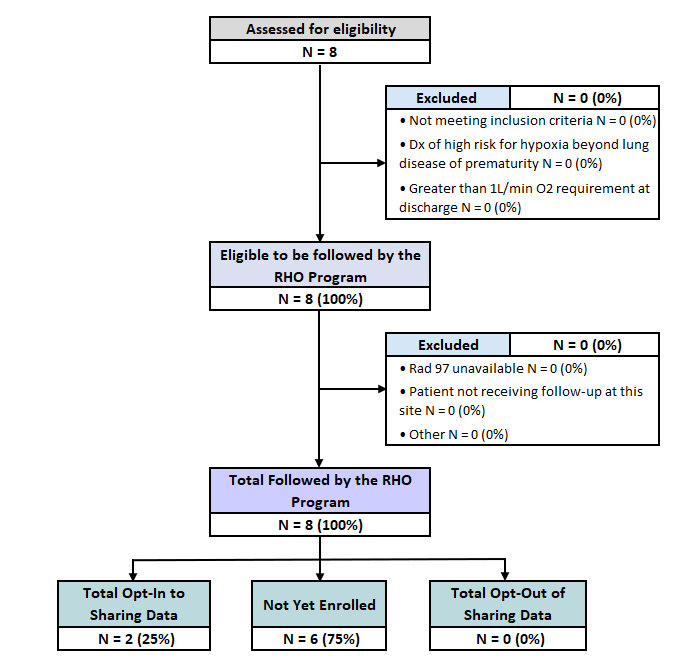 Assessed for eligibility
N = 8
Excluded
N = 0 (0%)
• Not meeting inclusion criteria N = 0 (0%)
• Dx of high risk for hypoxia beyond lung
disease of prematurity N = 0 (0%)
• Greater than 1L/min O2 requirement at
discharge N = 0 (0%)
Eligible to be followed by the
RHO Program
N = 8 (100%)
Excluded
N = 0 (0%)
• Rad 97 unavailable N = 0 (0%)
• Patient not receiving follow-up at this
site N = 0 (0%)
• Other N = 0 (0%)
Total Followed by the RHO
Program
N = 8 (100%)
Total Opt-In to
Sharing Data
N = 2 (25%)
Not Yet Enrolled
N = 6 (75%)
Total Opt-Out of
Sharing Data
N = 0 (0%)